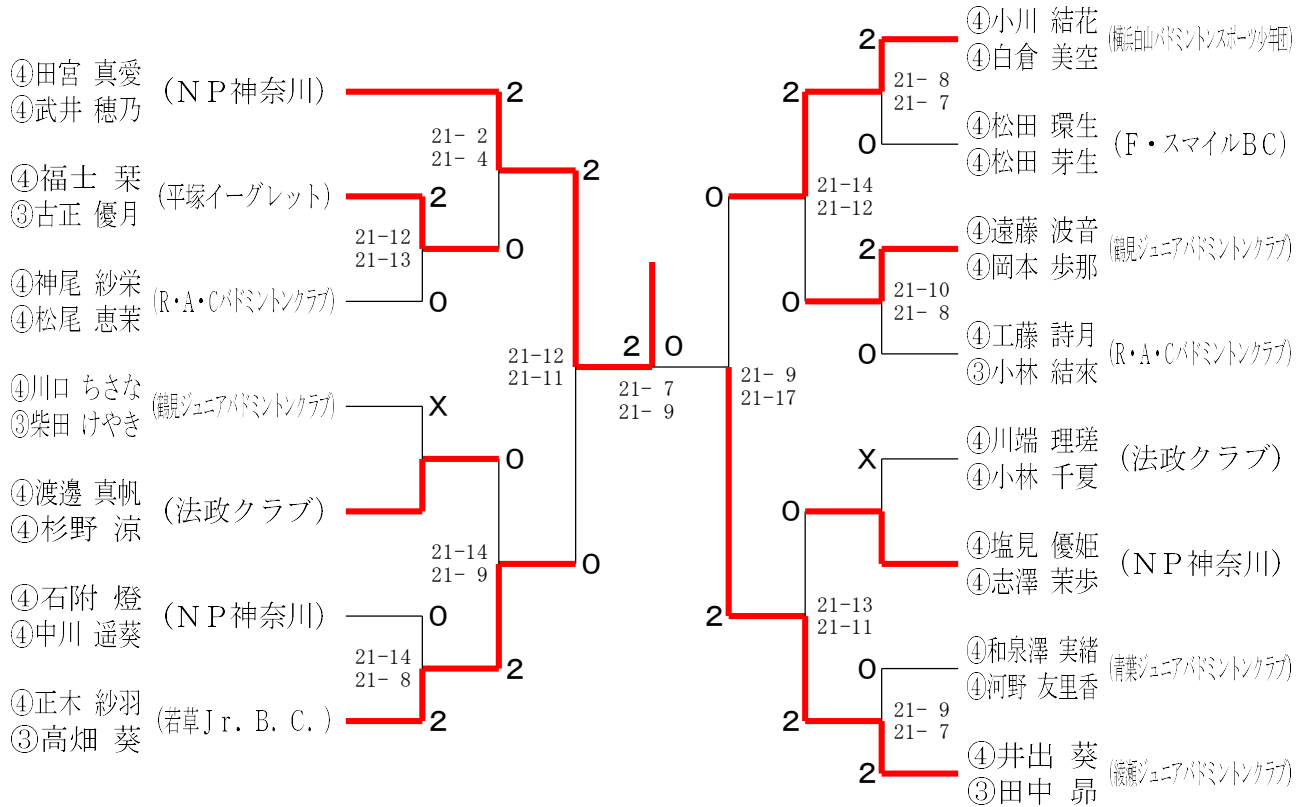 ④田宮 真愛
④武井 穂乃
(ＮＰ神奈川)
④福士 栞
③古正 優月
(平塚イーグレット)
④神尾 紗栄
④松尾 恵茉
(R・A・Cバドミントンクラブ)
④川口 ちさな
③柴田 けやき
(鶴見ジュニアバドミントンクラブ)
④渡邊 真帆
④杉野 涼
(法政クラブ)
④石附 燈
④中川 遥葵
(ＮＰ神奈川)
④正木 紗羽
③高畑 葵
(若草Jr. B. C.)
2
21- 2
21- 4
2
2
21-12
21-13
0
0
21-12
21-11
X
0
21-14
21- 9
0
0
21-14
21- 8
2
2
2 0
21- 7
21- 9
④小川 結花
④白倉 美空
(横浜白山バドミントンスポーツ少年団)
④松田 環生
④松田 芽生
(F・スマイルBC)
④遠藤 波音
④岡本 歩那
(鶴見ジュニアバドミントンクラブ)
④工藤 詩月
③小林 結來
(R・A・Cバドミントンクラブ)
④川端 理瑳
④小林 千夏
(法政クラブ)
④塩見 優姫
④志澤 茉歩
(ＮＰ神奈川)
④和泉澤 実緒
④河野 友里香
(青葉ジュニアバドミントンクラブ)
④井出 葵
③田中 昴
(綾瀬ジュニアバドミントンクラブ)
2
21- 8
21- 7
2
0
0
21-14
21-12
2
0
21-10
21- 8
0
21- 9
21-17
X
0
21-13
21-11
2
0
21- 9
21- 7
2
2